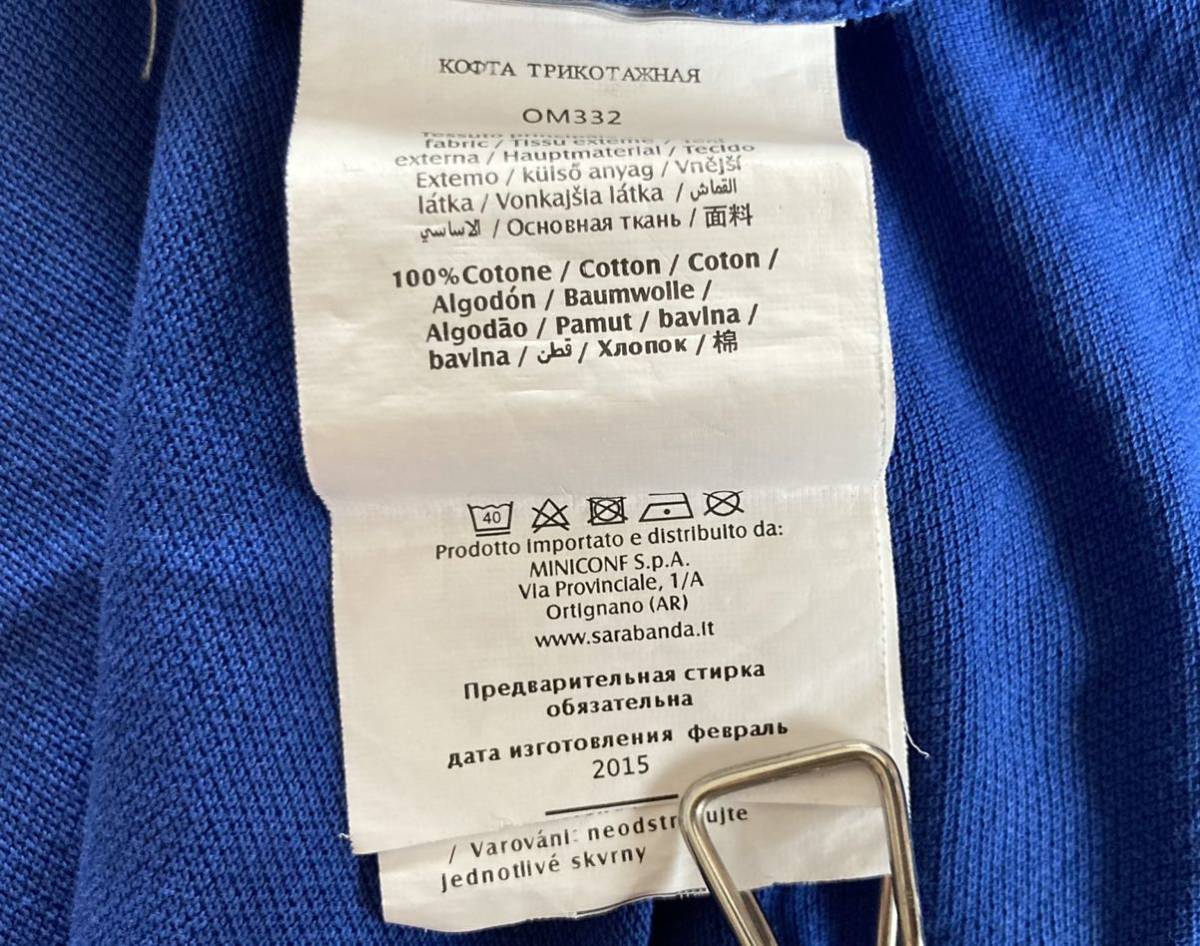 КОФТА ТРИКОТАЖНАЯ
OM332
Tessuto
fabric / Tissu externe /
externa / Hauptmaterial / Tecido
Externo / külső anyag / Vnější
látka / Vonkajšia látka / القماش
الاساسي / Основная ткань / 面料
100%Cotone / Cotton / Coton /
Algodón / Baumwolle /
Algodão / Pamut / bavlna /
bavlna / قطن / Хлопок / 棉
40
Prodotto importato e distribuito da:
MINICONF S.p.A.
Via Provinciale, 1/A
Ortignano (AR)
www.sarabanda.it
Предварительная стирка
обязательна
дата изготовления февраль
2015
/ Varování: neodstr ujte
jednotlivé skvrny